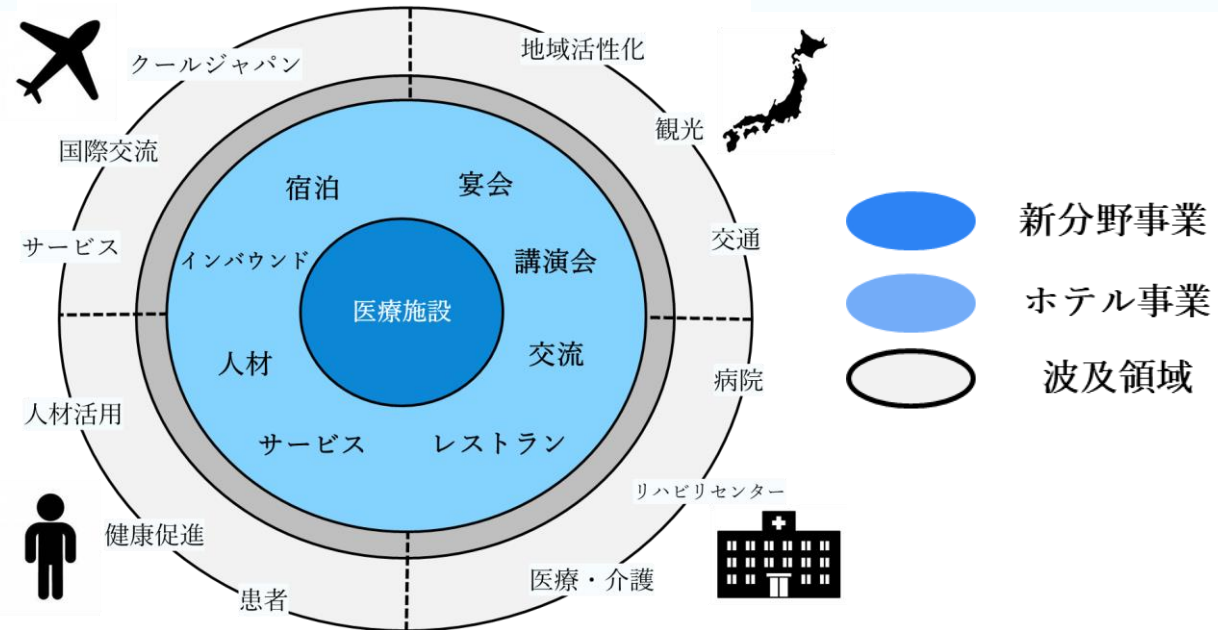 クールジャパン
地域活性化
国際交流
観光
サービス
交通
宿泊
宴会
インバウンド
講演会
医療施設
人材
交流
サービス
レストラン
人材活用
病院
健康促進
リハビリセンター
患者
医療・介護
新分野事業
ホテル事業
波及領域